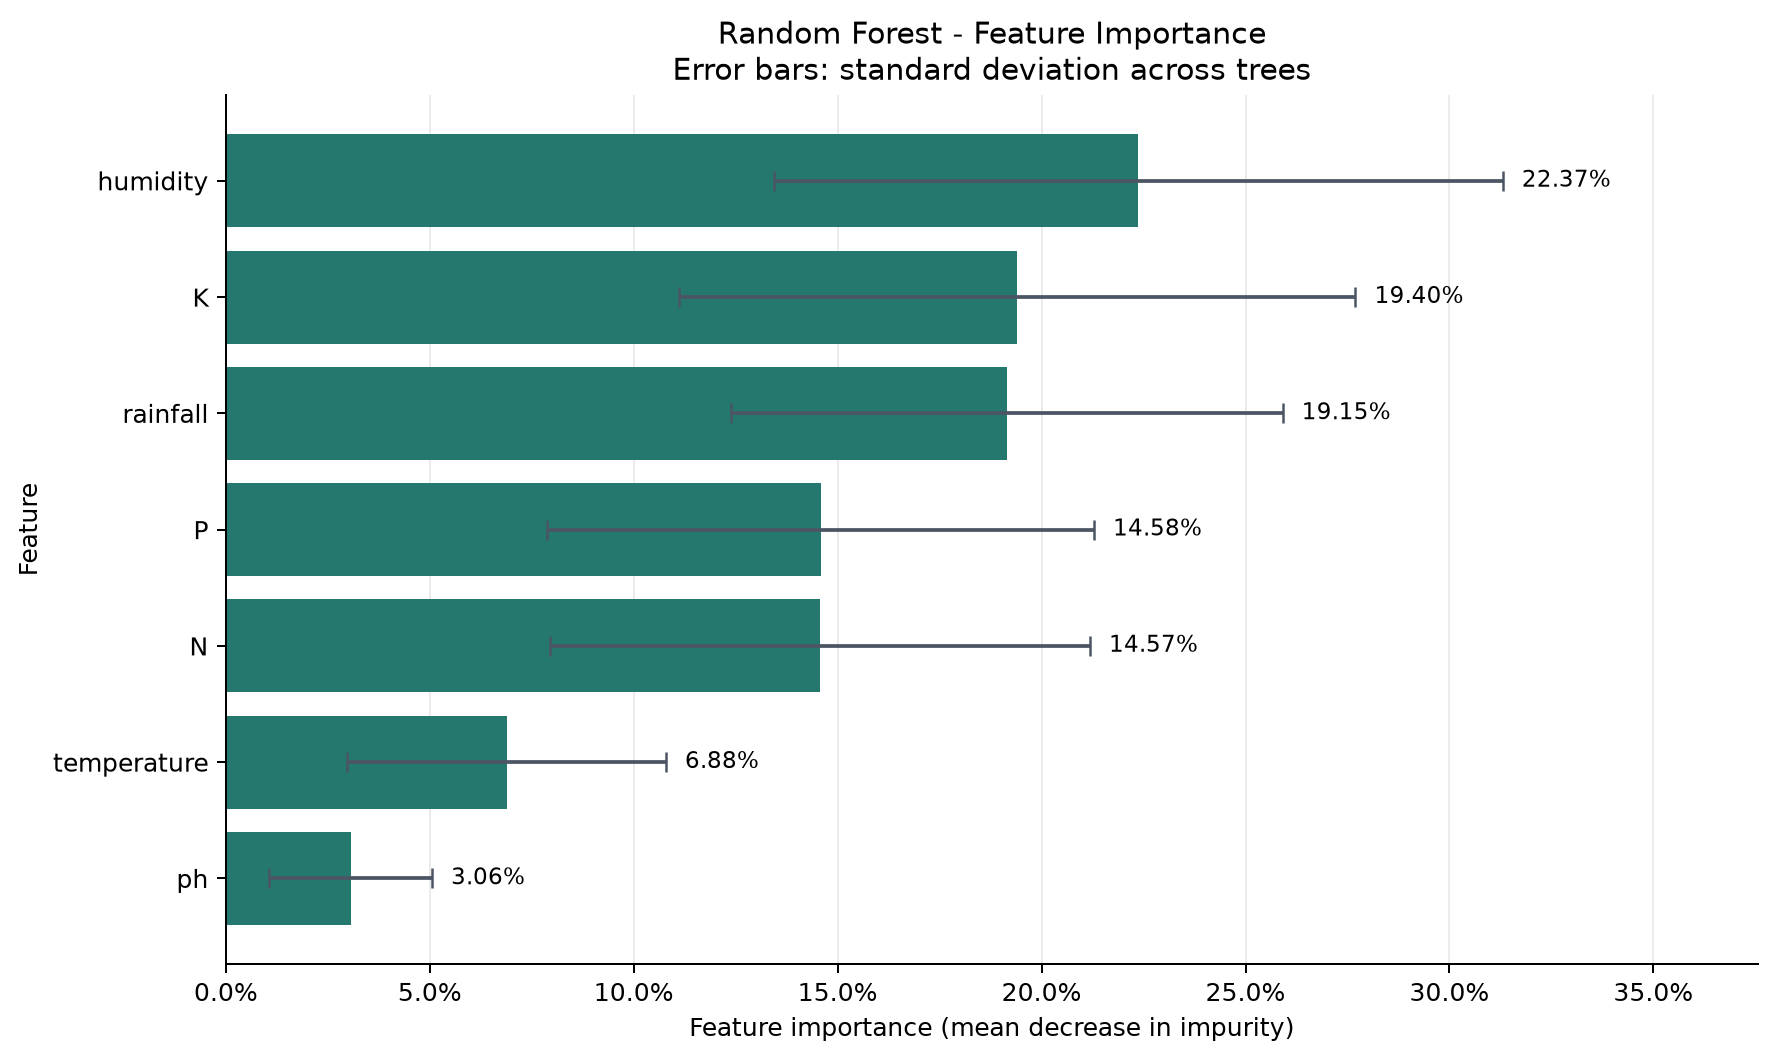 Random Forest - Feature Importance
Error bars: standard deviation across trees
humidity
22.37%
K
19.40%
rainfall
19.15%
Feature
P
14.58%
N
14.57%
temperature
6.88%
ph
3.06%
0.0% 5.0% 10.0% 15.0% 20.0% 25.0% 30.0% 35.0%
Feature importance (mean decrease in impurity)